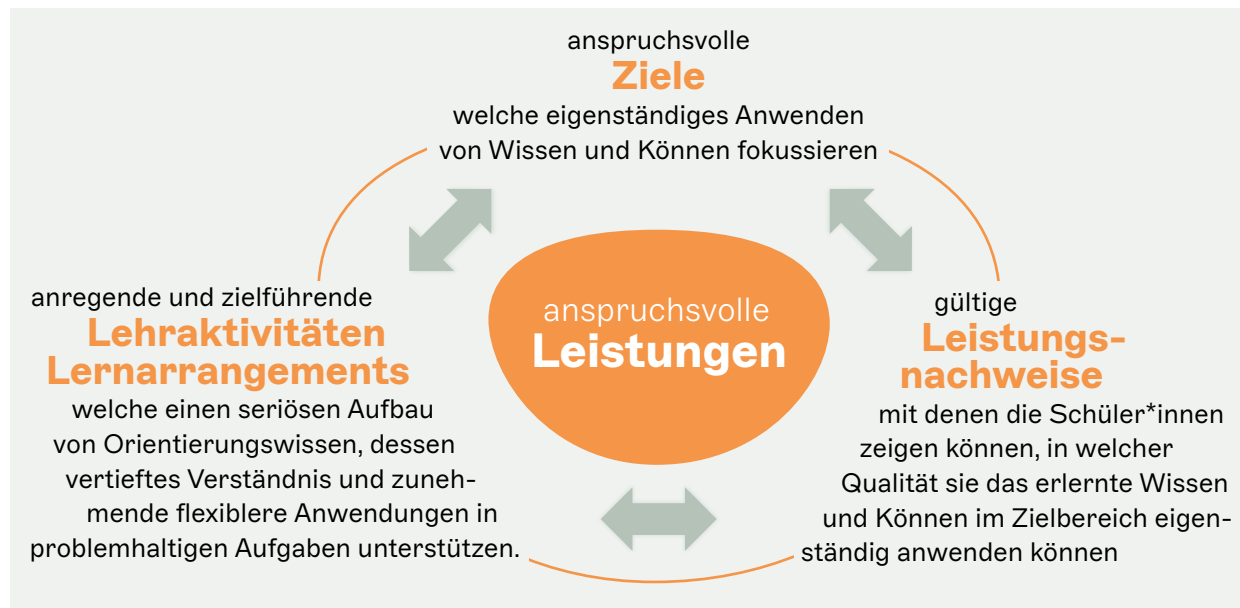 anspruchsvolle
Ziele
welche eigenständiges Anwenden
von Wissen und Können fokussieren
anregende und zielführende
Lehraktivitäten
Lernarrangements
welche einen seriösen Aufbau
von Orientierungswissen, dessen
vertieftes Verständnis und zuneh-
mende flexiblere Anwendungen in
problemhaltigen Aufgaben unterstützen.
anspruchsvolle
Leistungen
gültige
Leistungs-
nachweise
mit denen die Schüler*innen
zeigen können, in welcher
Qualität sie das erlernte Wissen
und Können im Zielbereich eigen-
ständig anwenden können